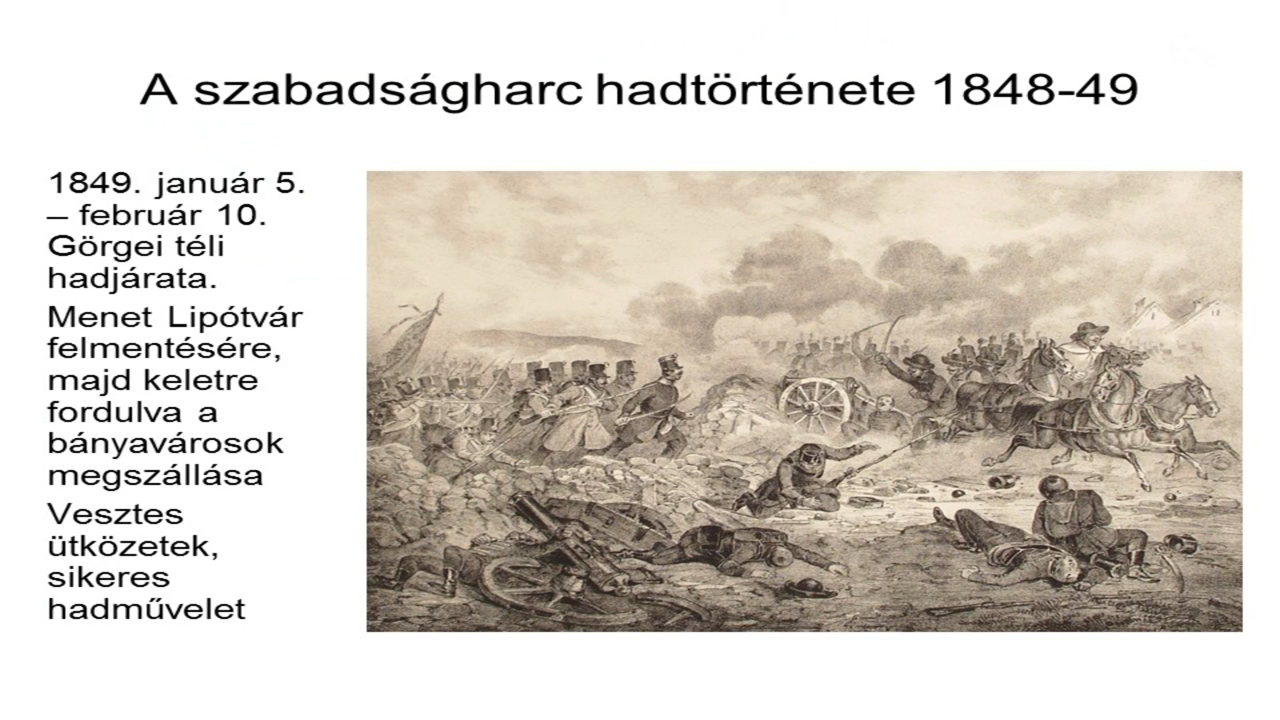 A szabadságharc hadtörténete 1848-49
1849. január 5.
– február 10.
Görgei téli
hadjárata.
Menet Lipótvár
felmentésére,
majd keletre
fordulva a
bányavárosok
megszállása
Vesztes
ütközetek,
sikeres
hadművelet